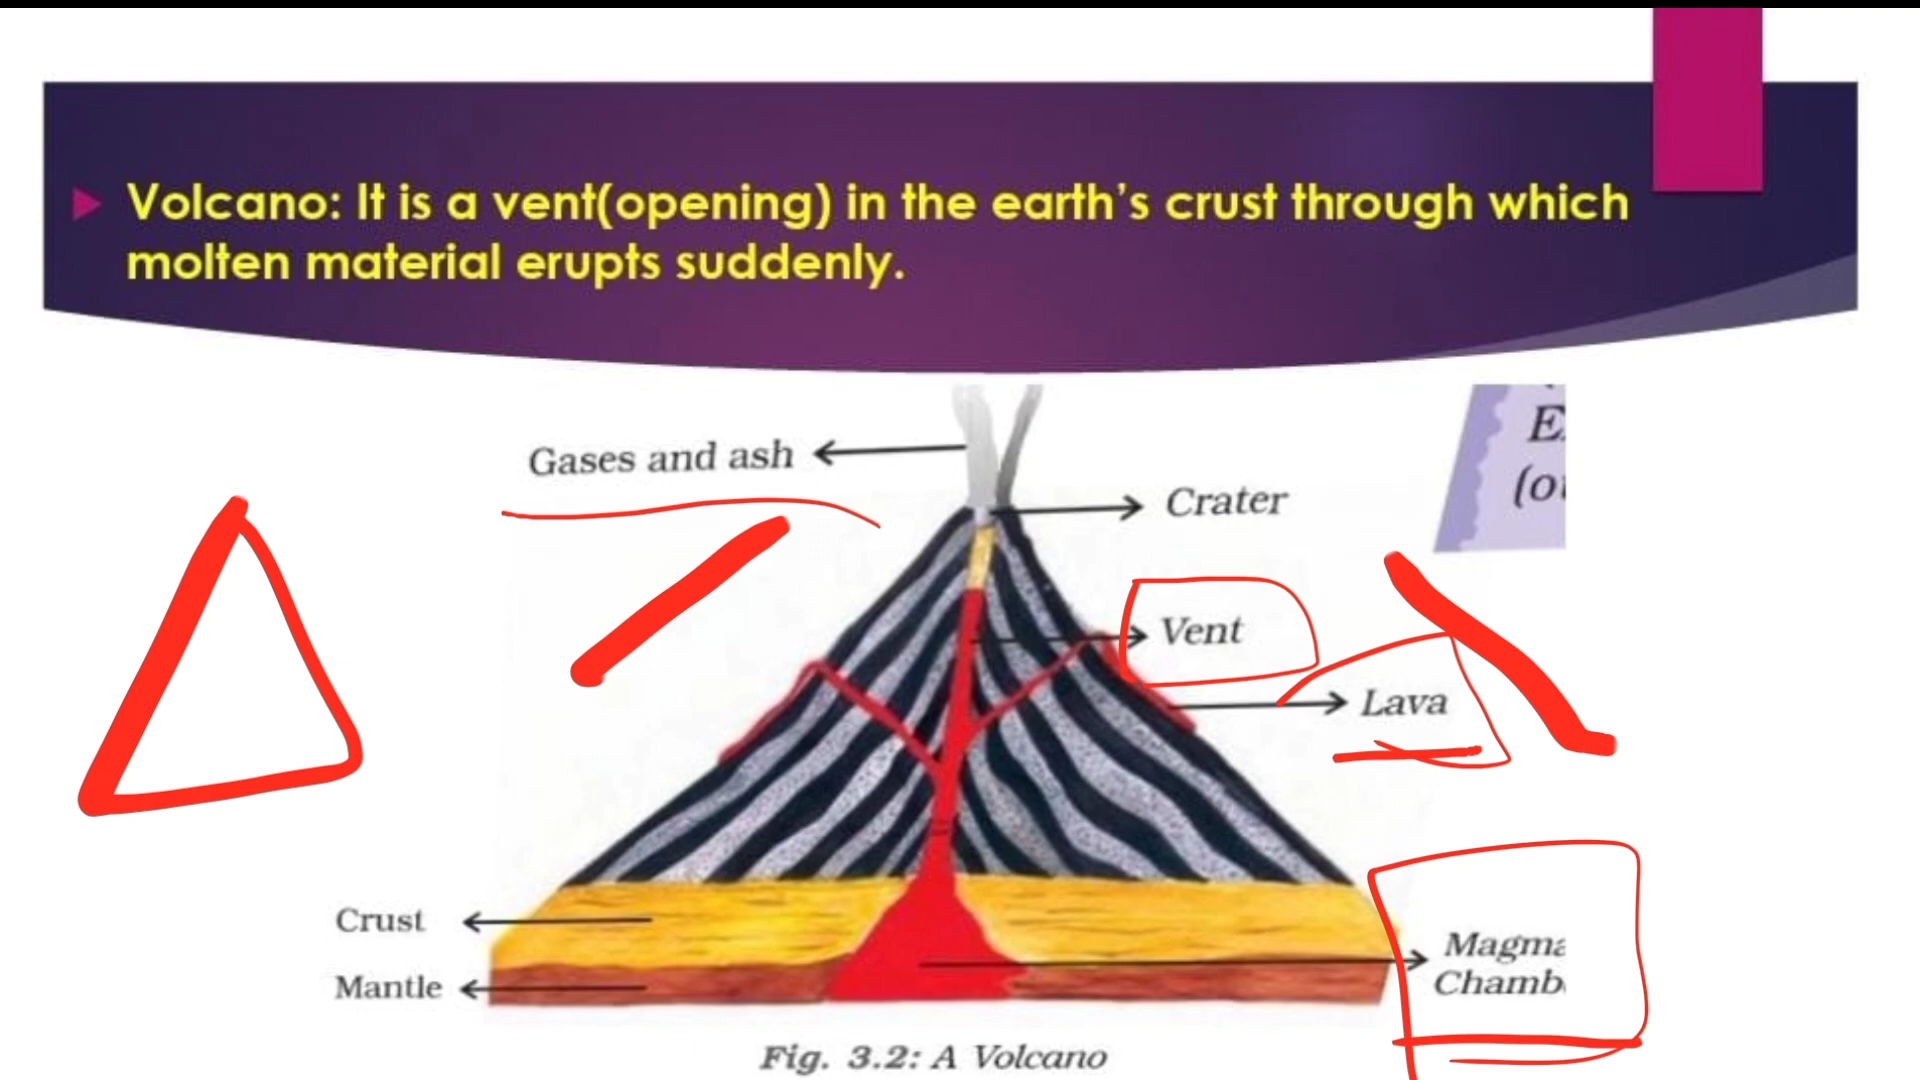 Volcano: It is a vent(opening) in the earth's crust through which
molten material erupts suddenly.
Gases and ash
Crater
Vent
Lava
Crust
Mantle
Fig. 3.2: A Volcano